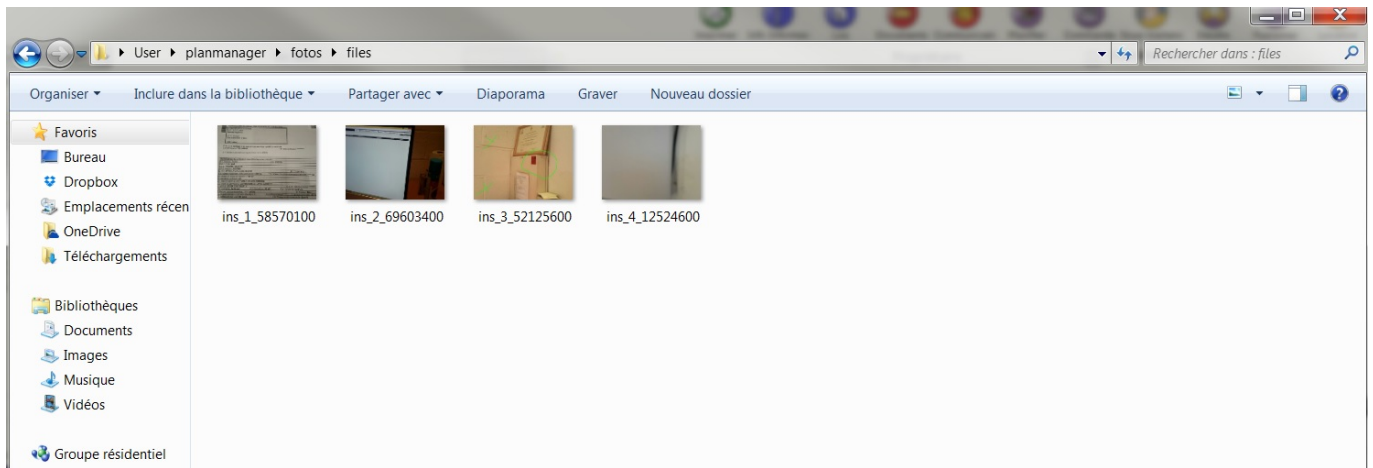 User ▸ planmanager ▸ fotos ▸ files
Rechercher dans : files
Organiser Inclure dans la bibliothèque Partager avec Diaporama Graver Nouveau dossier
Favoris
Bureau
Dropbox
Emplacements récen
OneDrive
Téléchargements
Bibliothèques
Documents
Images
Musique
Vidéos
Groupe résidentiel
ins_1_58570100 ins_2_69603400 ins_3_52125600 ins_4_12524600